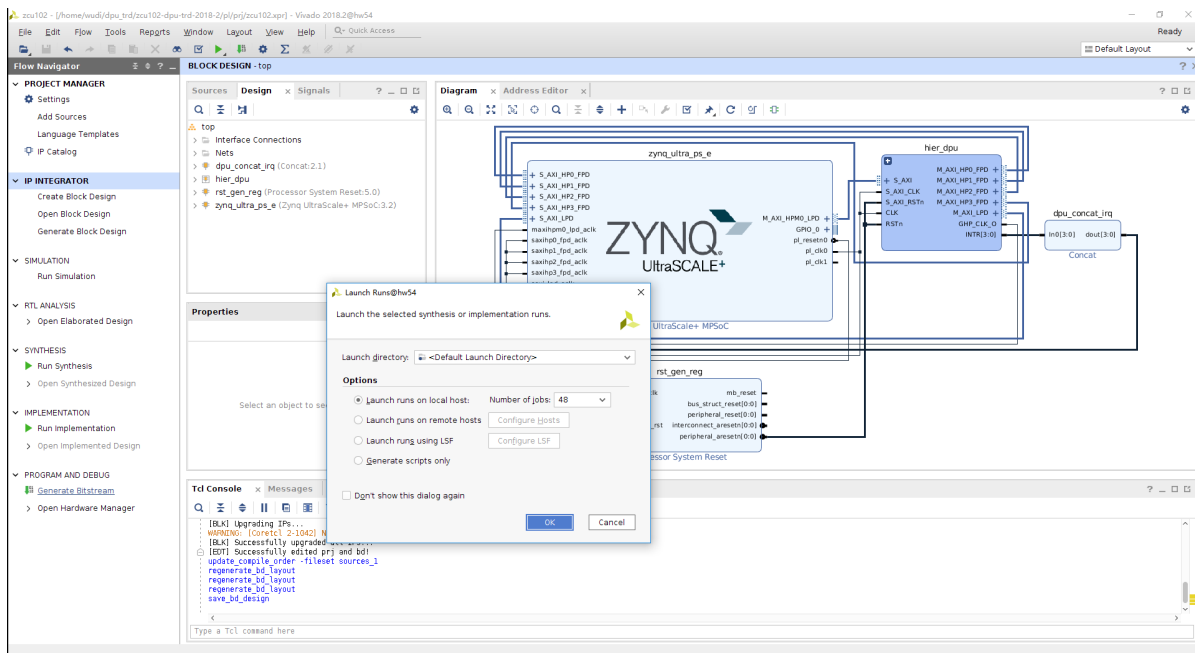 zcu102 - [/home/wudi/dpu_trd/zcu102-dpu-trd-2018-2/pl/prj/zcu102.xpr] - Vivado 2018.2@hw54
File Edit Flow Tools Reports Window Layout View Help Q- Quick Access
Ready
Default Layout
Flow Navigator
PROJECT MANAGER
Settings
Add Sources
Language Templates
IP Catalog
IP INTEGRATOR
Create Block Design
Open Block Design
Generate Block Design
SIMULATION
Run Simulation
RTL ANALYSIS
Open Elaborated Design
SYNTHESIS
Run Synthesis
Open Synthesized Design
IMPLEMENTATION
Run Implementation
Open Implemented Design
PROGRAM AND DEBUG
Generate Bitstream
Open Hardware Manager
BLOCK DESIGN - top
Sources Design Signals
top
Interface Connections
Nets
dpu_concat_irq (Concat:2.1)
hier_dpu
rst_gen_reg (Processor System Reset:5.0)
zynq_ultra_ps_e (Zynq UltraScale+ MPSoC:3.2)
Properties
Select an object to se
Diagram Address Editor
zynq_ultra_ps_e
S_AXI_HP0_FPD
S_AXI_HP1_FPD
S_AXI_HP2_FPD
S_AXI_HP3_FPD
S_AXI_LPD
maxihpm0_lpd_aclk
saxihp0_fpd_aclk
saxihp1_fpd_aclk
saxihp2_fpd_aclk
saxihp3_fpd_aclk
ZYNQ
UltraSCALE+
M_AXI_HPM0_LPD
GPIO_0
pl_resetn0
pl_clk0
pl_clk1
UltraScale+ MPSoC
hier_dpu
S_AXI
S_AXI_CLK
S_AXI_RSTn
CLK
RSTn
M_AXI_HP0_FPD
M_AXI_HP1_FPD
M_AXI_HP2_FPD
M_AXI_HP3_FPD
M_AXI_LPD
GHP_CLK_O
INTR[3:0]
dpu_concat_irq
In0[3:0] dout[3:0]
Concat
rst_gen_reg
mb_reset
bus_struct_reset[0:0]
peripheral_reset[0:0]
interconnect_aresetn[0:0]
peripheral_aresetn[0:0]
essor System Reset
Launch Runs@hw54
Launch the selected synthesis or implementation runs.
Launch directory: <Default Launch Directory>
Options
Launch runs on local host: Number of jobs: 48
Launch runs on remote hosts Configure Hosts
Launch runs using LSF Configure LSF
Generate scripts only
Don't show this dialog again
OK Cancel
Tcl Console Messages
[BLK] Upgrading IPs...
WARNING: [Coretcl 2-1042] N
[BLK] Successfully upgraded
[EDT] Successfully edited prj and bd!
update_compile_order -fileset sources_1
regenerate_bd_layout
regenerate_bd_layout
regenerate_bd_layout
save_bd_design
Type a Tcl command here